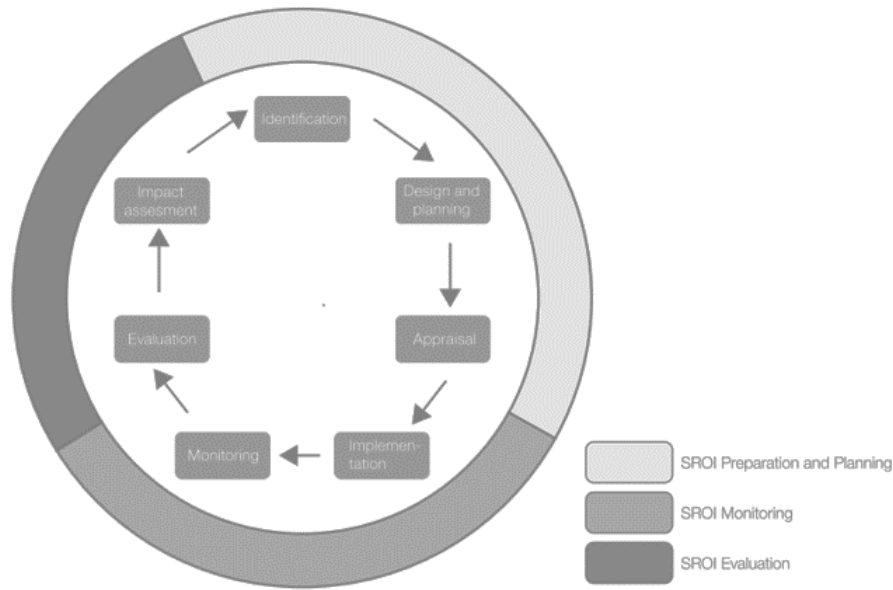 Identification
Impact
assesment
Design and
planning
Evaluation
Appraisal
Monitoring
Implemen-
tation
SROI Preparation and Planning
SROI Monitoring
SROI Evaluation